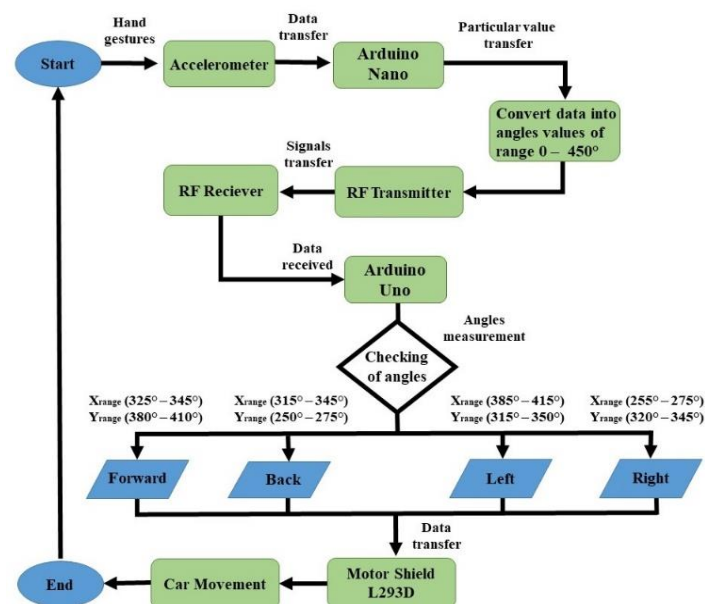 Hand
gestures
Data
transfer
Particular value
transfer
Start
Accelerometer
Arduino
Nano
Convert data into
angles values of
range 0 – 450°
Signals
transfer
RF Reciever
RF Transmitter
Data
received
Arduino
Uno
Angles
measurement
Checking
of angles
Xrange (325°–345°)
Yrange (380°–410°)
Xrange (315°–345°)
Yrange (250°–275°)
Xrange (385°–415°)
Yrange (315°–350°)
Xrange (255°–275°)
Yrange (320°–345°)
Forward
Back
Left
Right
Data
transfer
End
Car Movement
Motor Shield
L293D